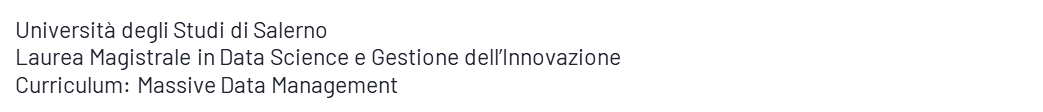 Università degli Studi di Salerno
Laurea Magistrale in Data Science e Gestione dell’Innovazione
Curriculum: Massive Data Management